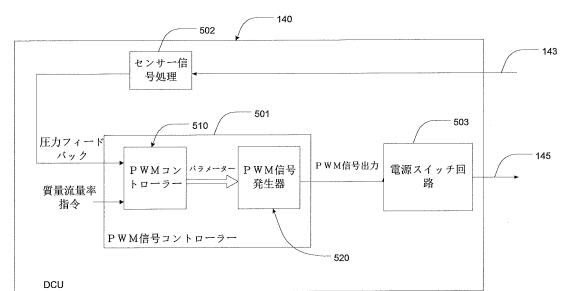 502
140
センサー信
号処理
143
501
510
503
圧力フィード
バック
ＰＷＭコン
トローラー
パラメーター
ＰＷＭ信号
発生器
ＰＷＭ信号出力
電源スイッチ回
路
145
質量流量率
指令
ＰＷＭ信号コントローラー
520
DCU